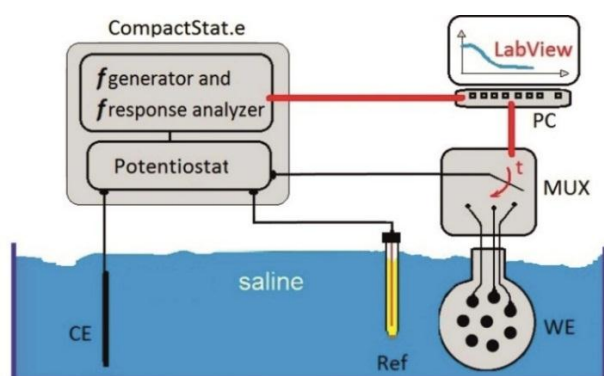 CompactStat.e
LabView
f generator and
f response analyzer
PC
Potentiostat
t
MUX
saline
CE
WE
Ref